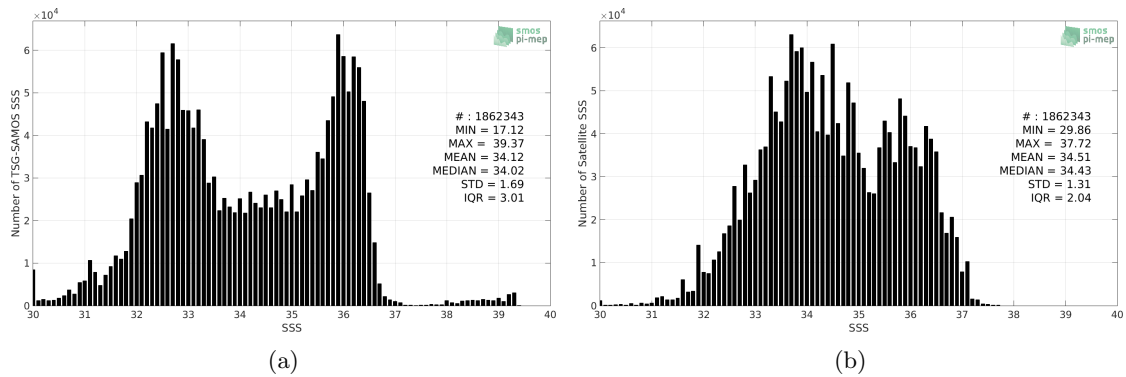 ×10⁴
smos
pi-mep
Number of TSG-SAMOS SSS
6
5
4
3
2
1
0
# : 1862343
MIN = 17.12
MAX = 39.37
MEAN = 34.12
MEDIAN = 34.02
STD = 1.69
IQR = 3.01
30 31 32 33 34 35 36 37 38 39 40
SSS
(a)
×10⁴
smos
pi-mep
Number of Satellite SSS
6
5
4
3
2
1
0
# : 1862343
MIN = 29.86
MAX = 37.72
MEAN = 34.51
MEDIAN = 34.43
STD = 1.31
IQR = 2.04
30 31 32 33 34 35 36 37 38 39 40
SSS
(b)